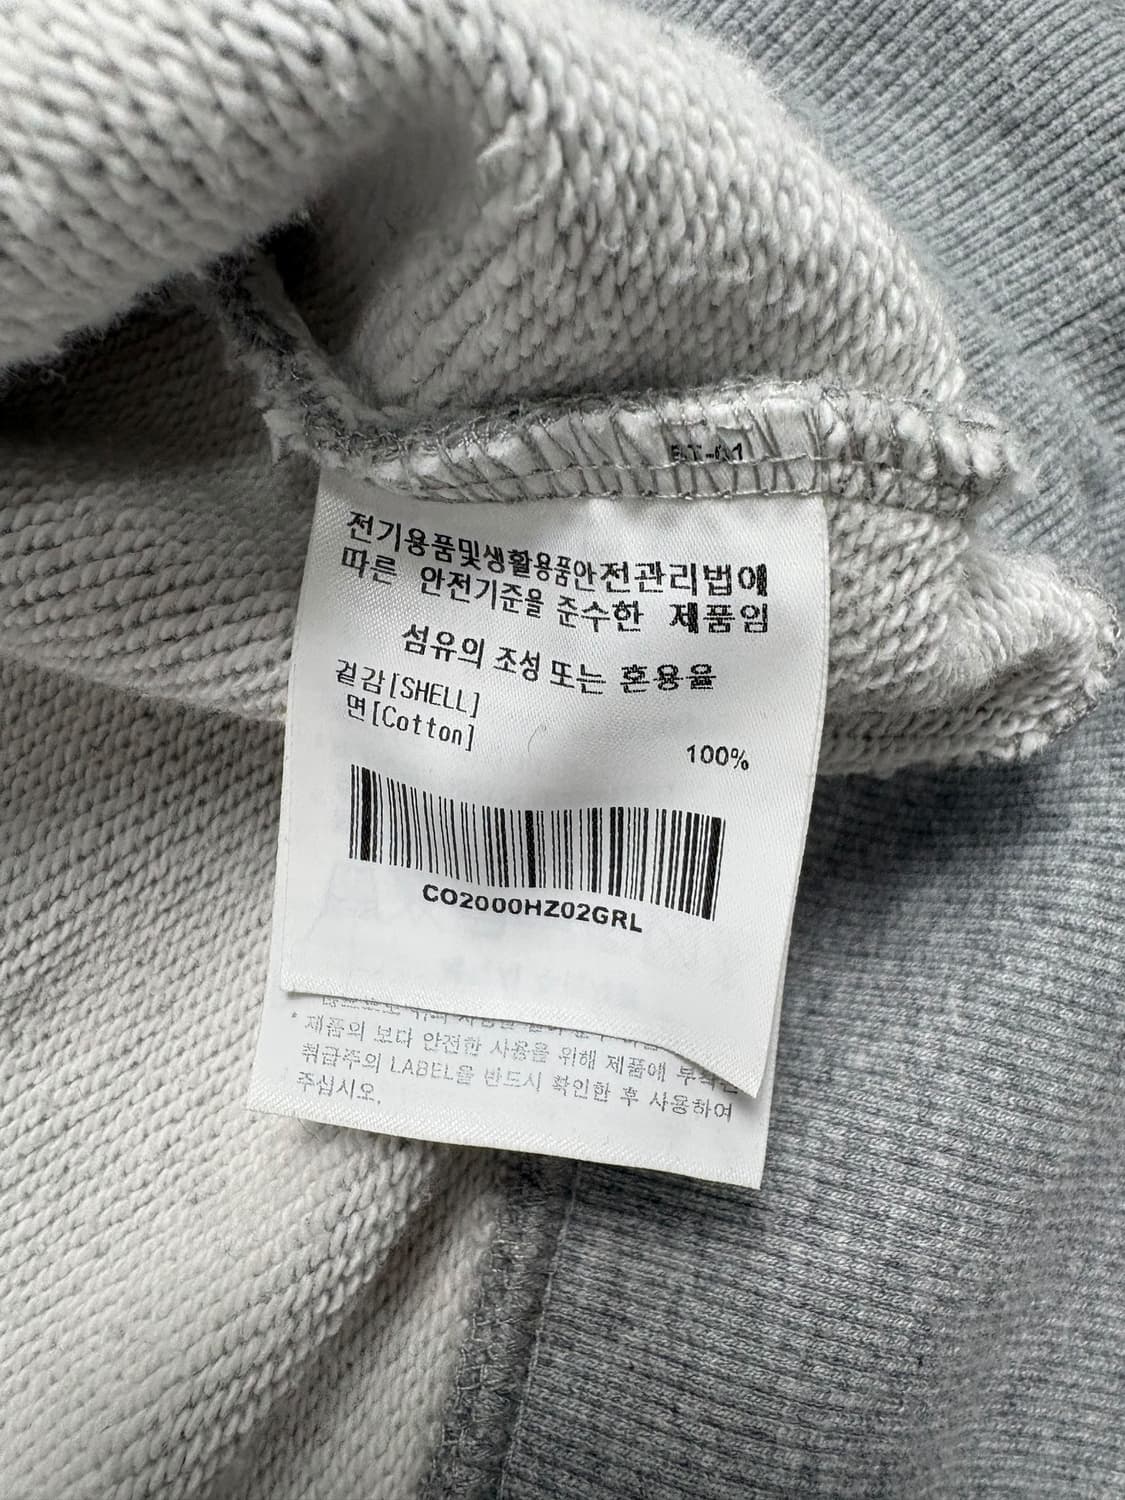 전기용품및생활용품안전관리법에
따른 안전기준을 준수한 제품임
섬유의 조성 또는 혼용율
겉감[SHELL]
면[Cotton]
100%
CO2000HZ02GRL
* 제품의 보다 안전한 사용을 위해 제품에
취급주의 LABEL을 반드시 확인한 후 사용하여
주십시오.